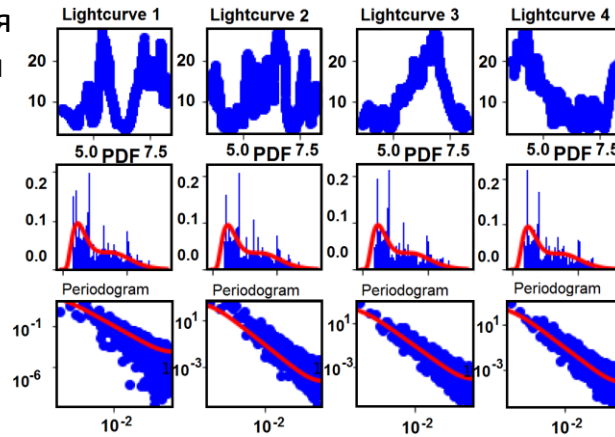 я
Lightcurve 1 Lightcurve 2 Lightcurve 3 Lightcurve 4
20 20 20 20
10 10 10 10
5.0 7.5 5.0 7.5 5.0 7.5 5.0 7.5
PDF PDF PDF
0.2 0.2 0.2 0.2
0.1 0.1 0.1 0.1
0.0 0.0 0.0 0.0
Periodogram Periodogram Periodogram Periodogram
10⁻¹ 10¹ 10¹ 10¹
10⁻⁶ 10⁻³ 10⁻³ 10⁻³
10⁻² 10⁻² 10⁻² 10⁻²